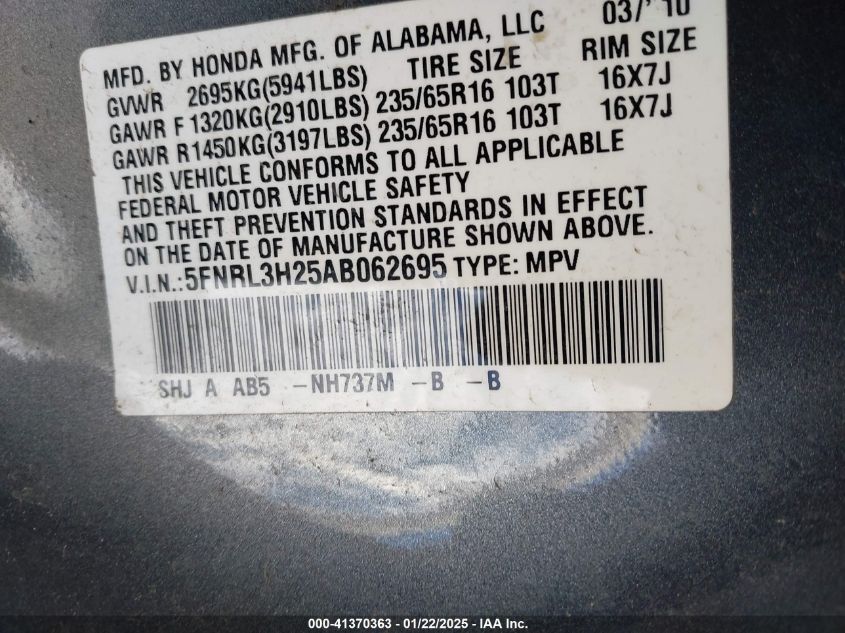 MFD. BY HONDA MFG. OF ALABAMA, LLC 03/'10
GVWR 2695KG(5941LBS) TIRE SIZE RIM SIZE
GAWR F 1320KG(2910LBS) 235/65R16 103T 16X7J
GAWR R1450KG(3197LBS) 235/65R16 103T 16X7J
THIS VEHICLE CONFORMS TO ALL APPLICABLE
FEDERAL MOTOR VEHICLE SAFETY
AND THEFT PREVENTION STANDARDS IN EFFECT
ON THE DATE OF MANUFACTURE SHOWN ABOVE.
V.I.N.:5FNRL3H25AB062695 TYPE: MPV
SHJ A AB5 -NH737M -B -B
000-41370363 - 01/22/2025 - IAA Inc.